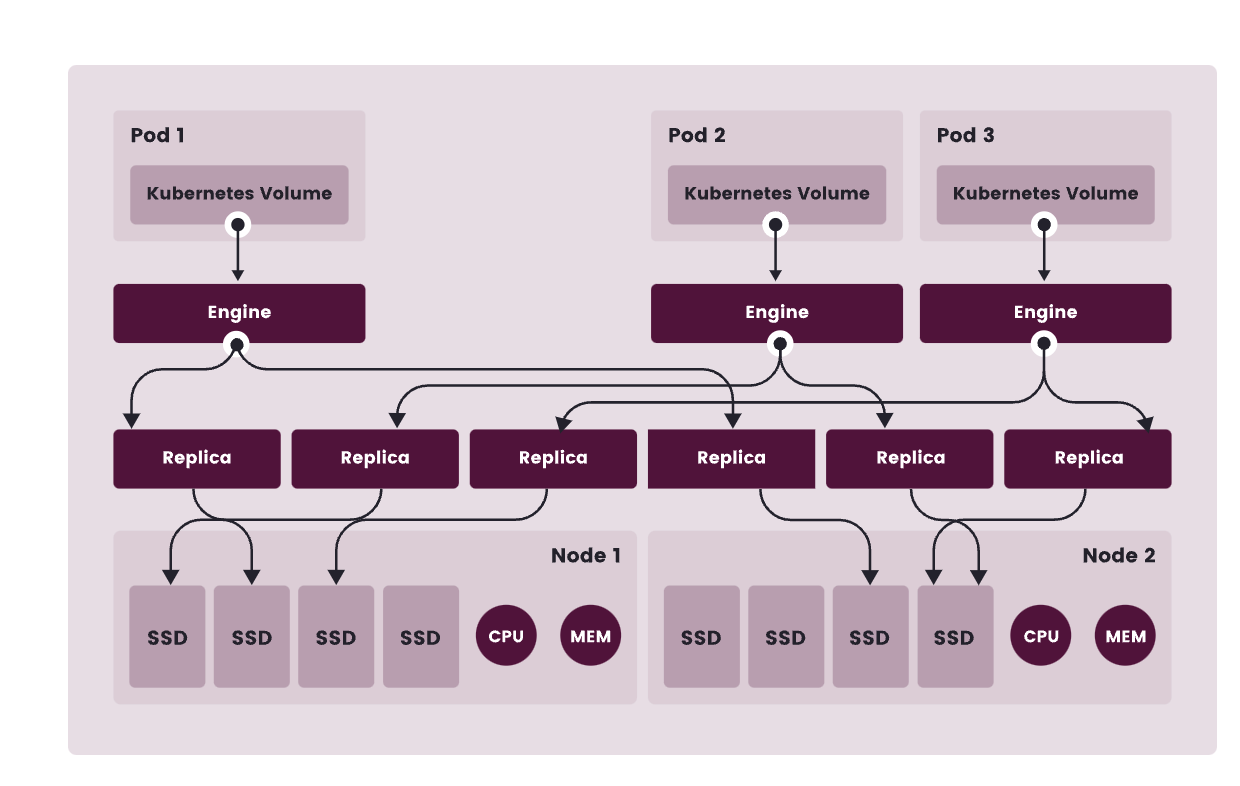 Pod 1
Pod 2
Pod 3
Kubernetes Volume
Kubernetes Volume
Kubernetes Volume
Engine
Engine
Engine
Replica
Replica
Replica
Replica
Replica
Replica
Node 1
Node 2
SSD
SSD
SSD
SSD
CPU
MEM
SSD
SSD
SSD
SSD
CPU
MEM